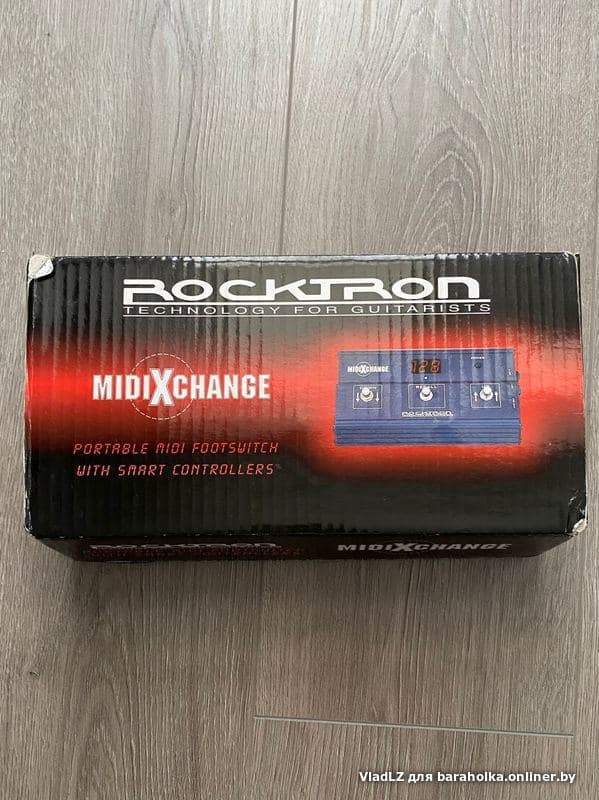 ROCKTRON
TECHNOLOGY FOR GUITARISTS
MIDIXCHANGE
PORTABLE MIDI FOOTSWITCH
WITH SMART CONTROLLERS
MIDIXCHANGE
128
ROCKTRON
ROCKTRON
MIDIXCHANGE
VladLZ для baraholka.onliner.by